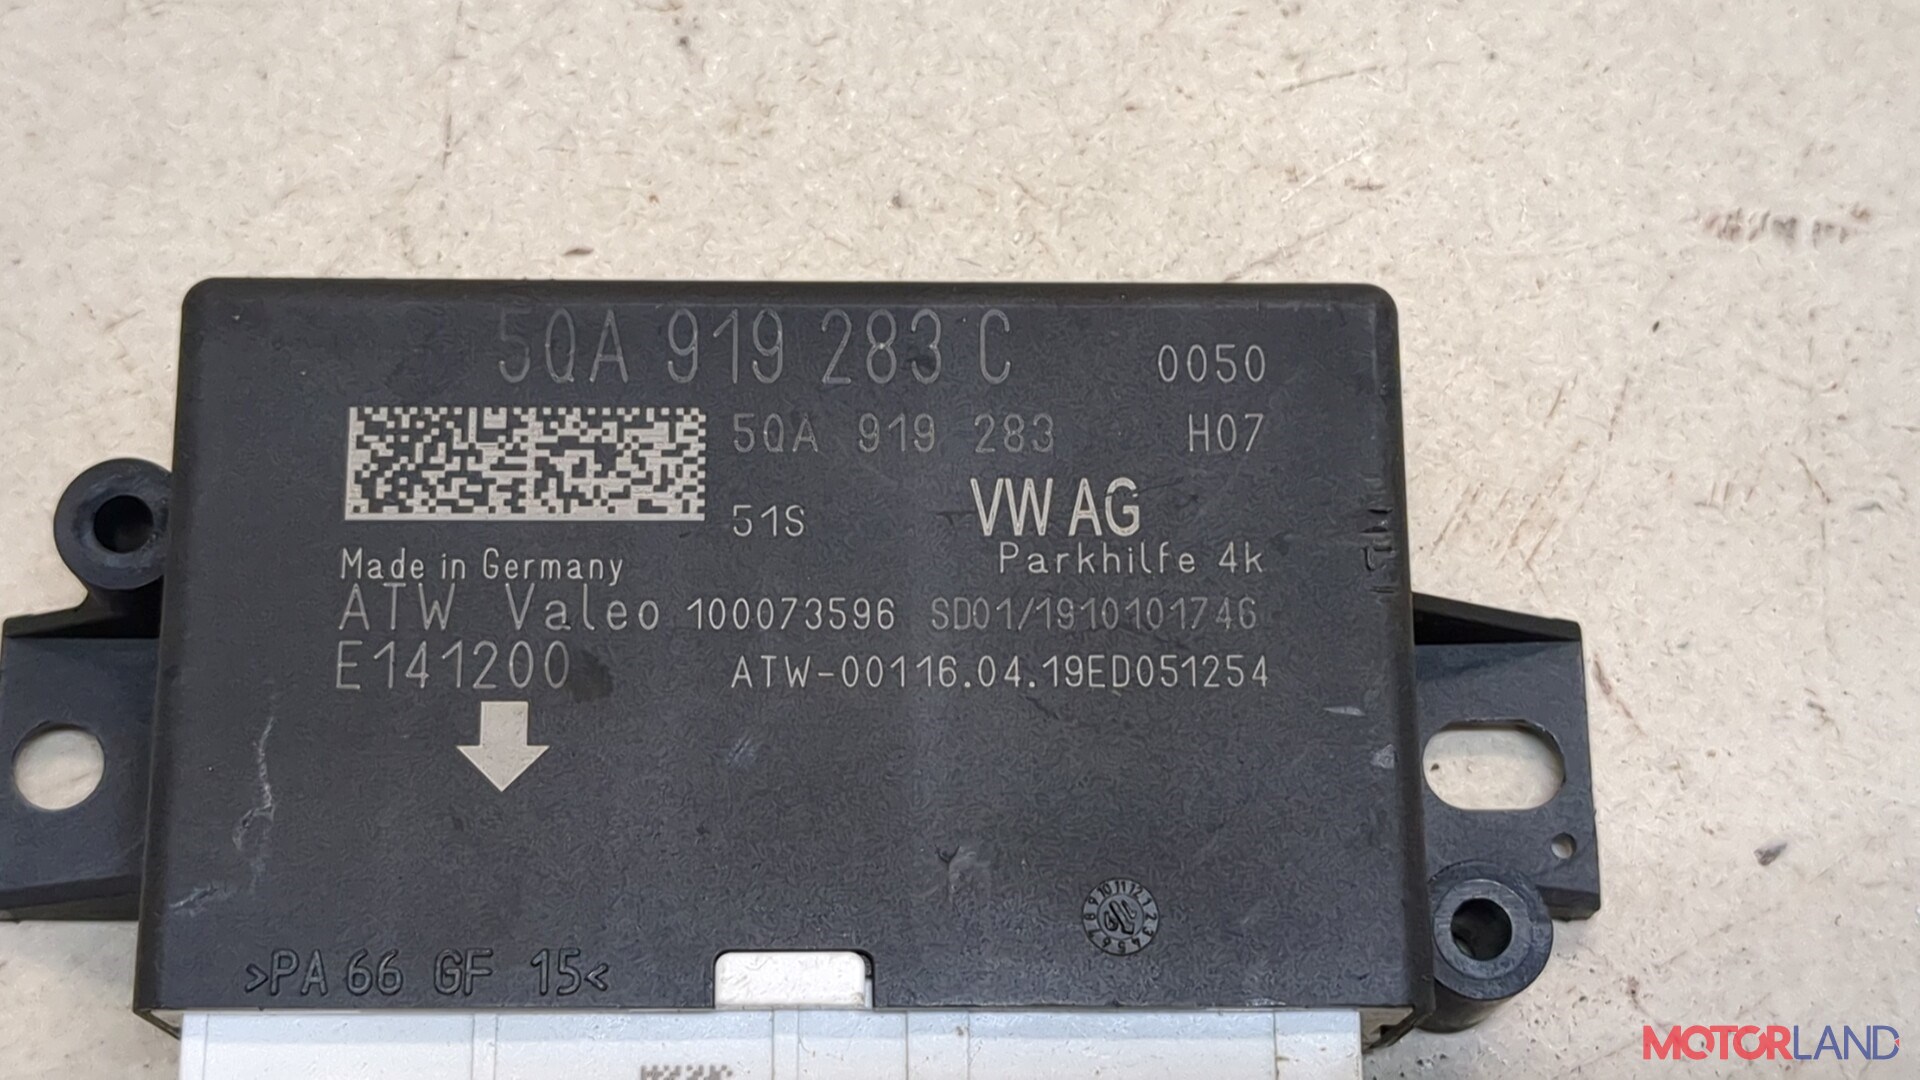 5QA 919 283 C 0050
5QA 919 283 H07
51S VW AG
Parkhilfe 4k
Made in Germany
ATW Valeo 100073596 SD01/1910101746
E141200 ATW-00116.04.19ED051254
>PA 66 GF 15<
MOTORLAND